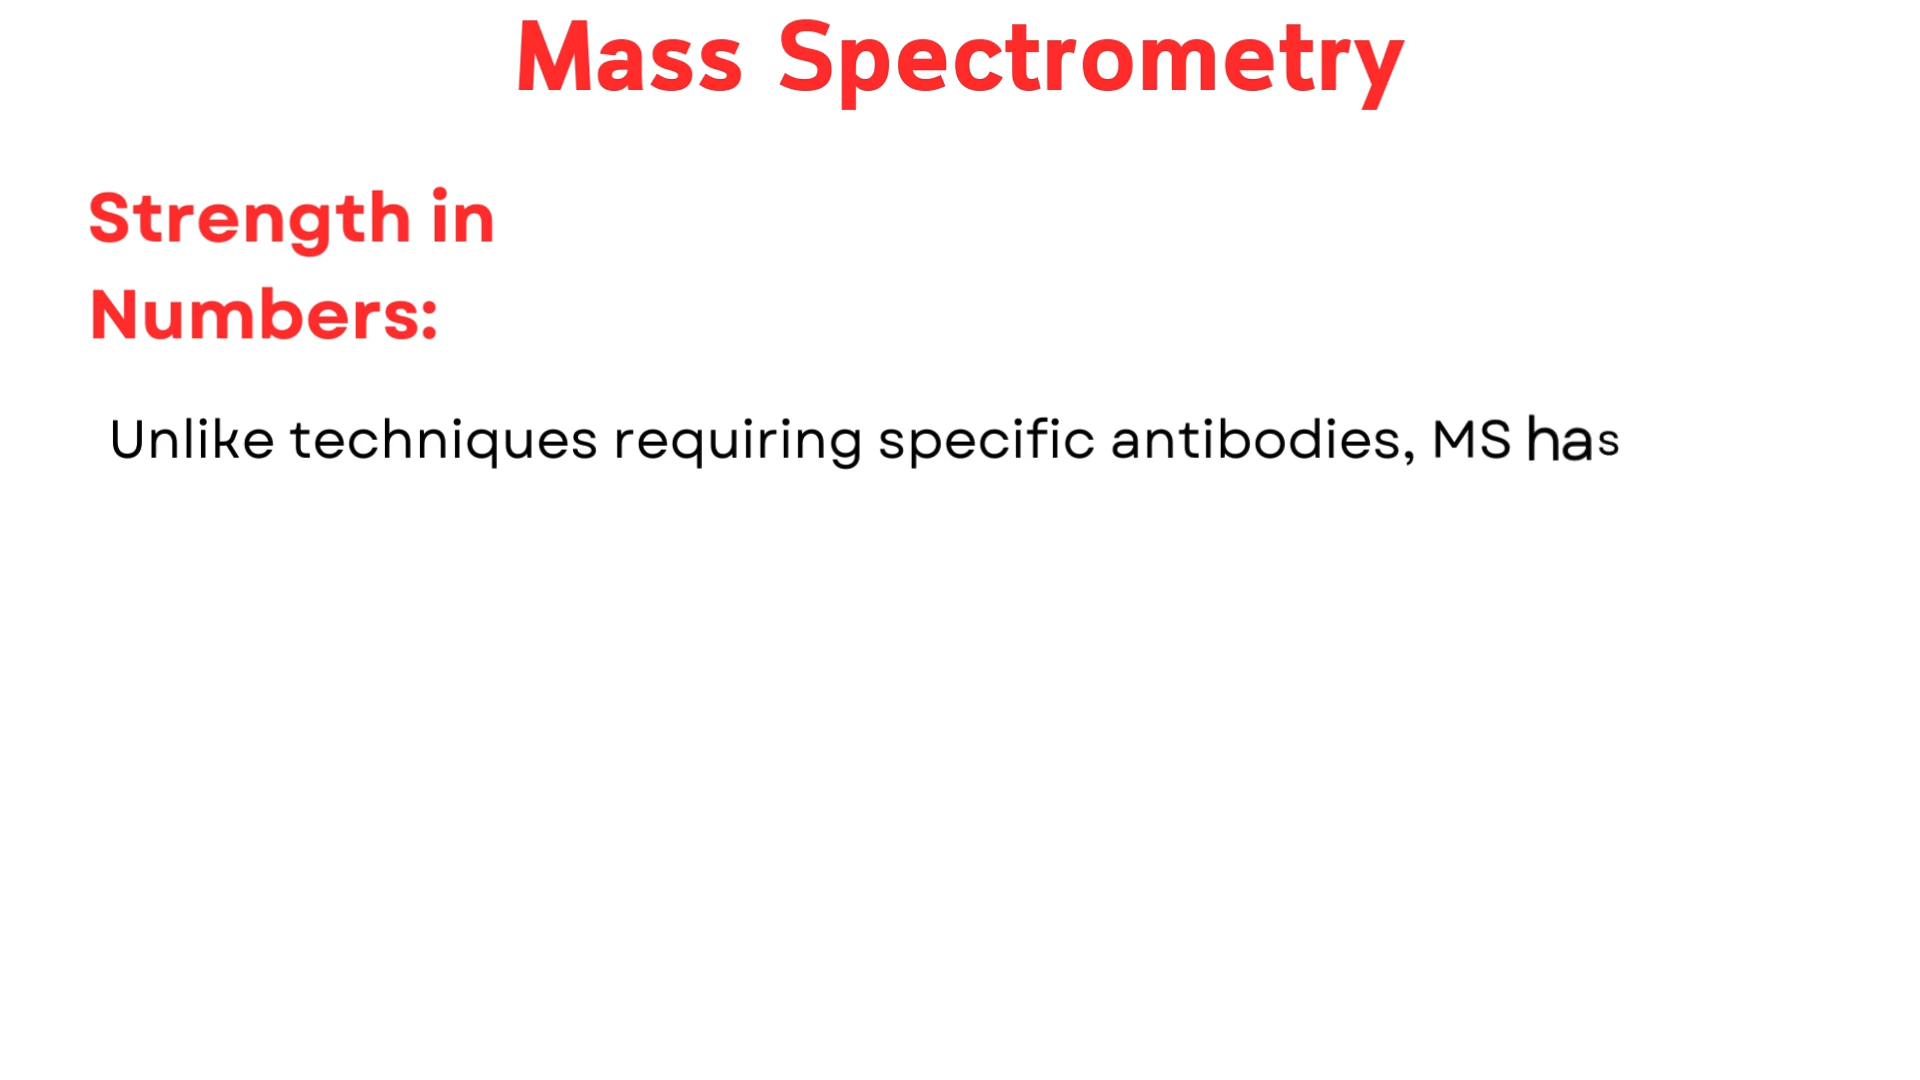 Mass Spectrometry
Strength in
Numbers:
Unlike techniques requiring specific antibodies, MS has